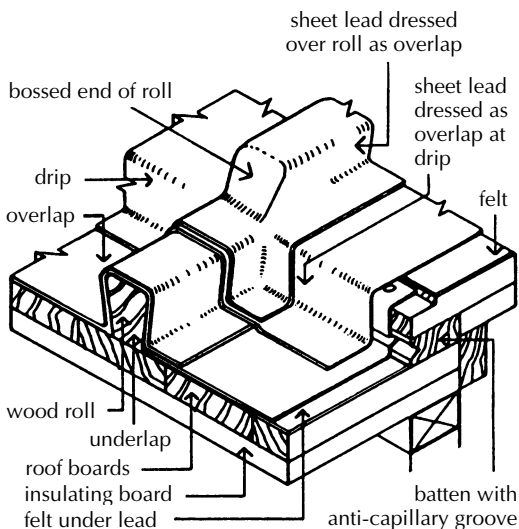 sheet lead dressed
over roll as overlap
sheet lead
dressed as
overlap at
drip
bossed end of roll
drip
overlap
felt
wood roll
underlap
roof boards
insulating board
felt under lead
batten with
anti-capillary groove